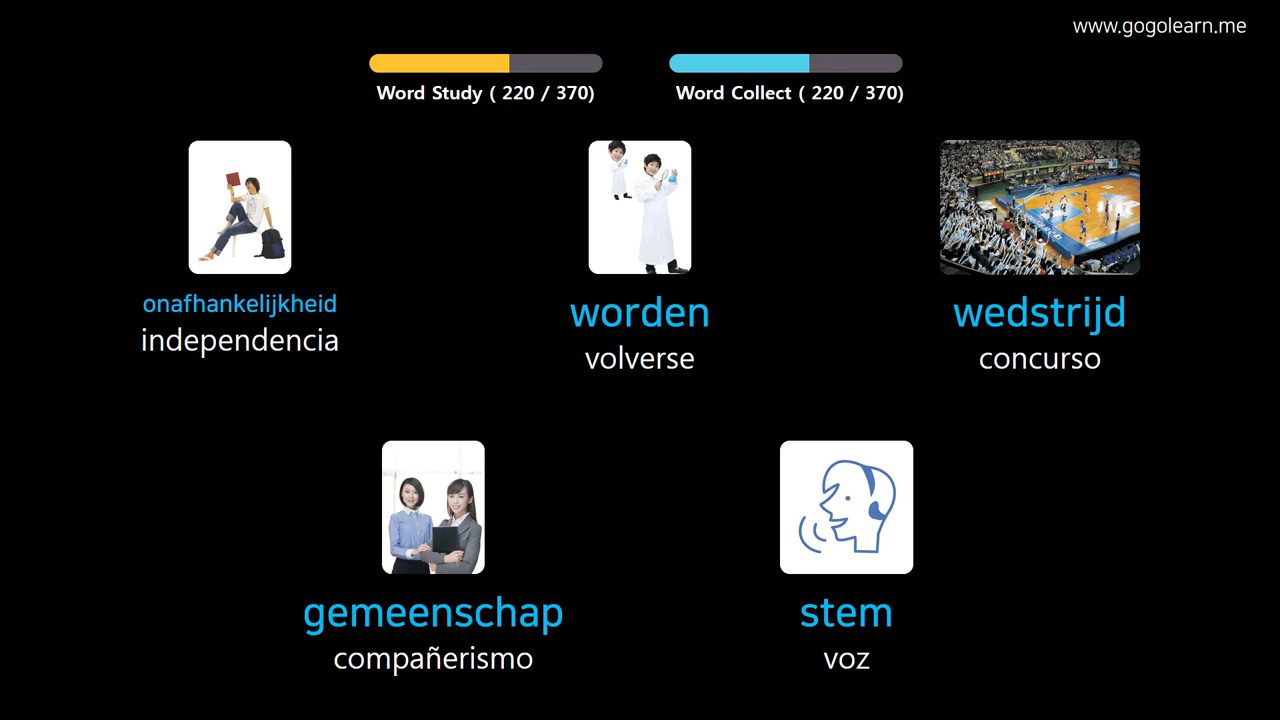 www.gogolearn.me
Word Study ( 220 / 370)
Word Collect ( 220 / 370)
onafhankelijkheid
independencia
worden
volverse
wedstrijd
concurso
gemeenschap
compañerismo
stem
voz